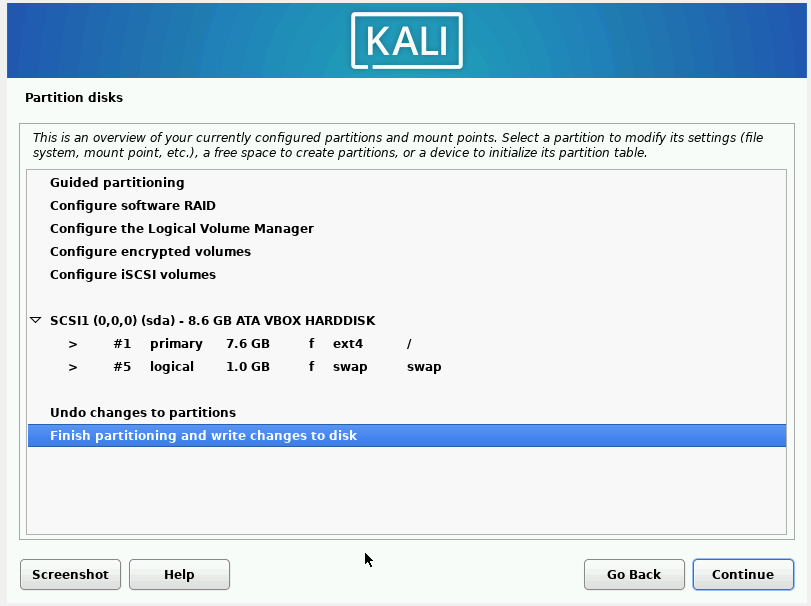 KALI
Partition disks
This is an overview of your currently configured partitions and mount points. Select a partition to modify its settings (file
system, mount point, etc.), a free space to create partitions, or a device to initialize its partition table.
Guided partitioning
Configure software RAID
Configure the Logical Volume Manager
Configure encrypted volumes
Configure iSCSI volumes
SCSI1 (0,0,0) (sda) - 8.6 GB ATA VBOX HARDDISK
> #1 primary 7.6 GB f ext4 /
> #5 logical 1.0 GB f swap swap
Undo changes to partitions
Finish partitioning and write changes to disk
Screenshot Help Go Back Continue